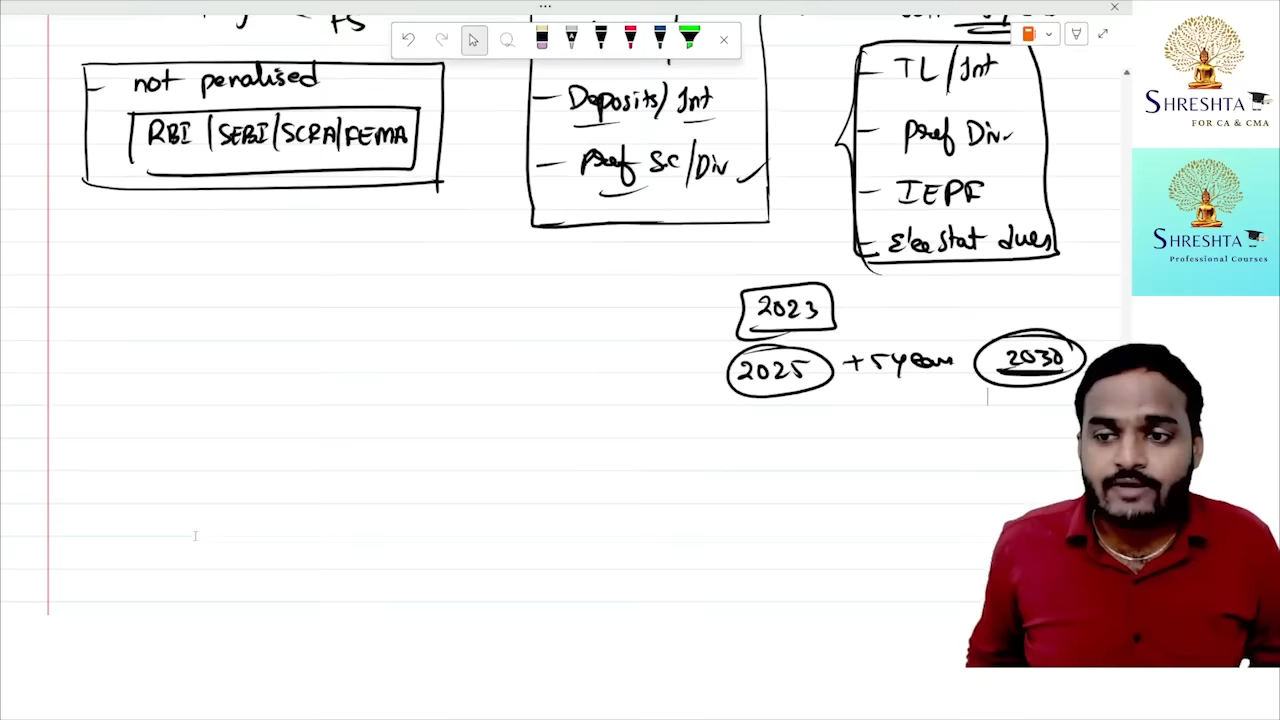 FS
- not penalised
RBI / SEBI / SCRA / FEMA
- Deposits / Int
- Pref SC / Div
- TL / Int
- Pref Div
- IEPF
- Elec Stat dues
2023
2025 + 5 years 2030
SHRESHTA
FOR CA & CMA
SHRESHTA
Professional Courses